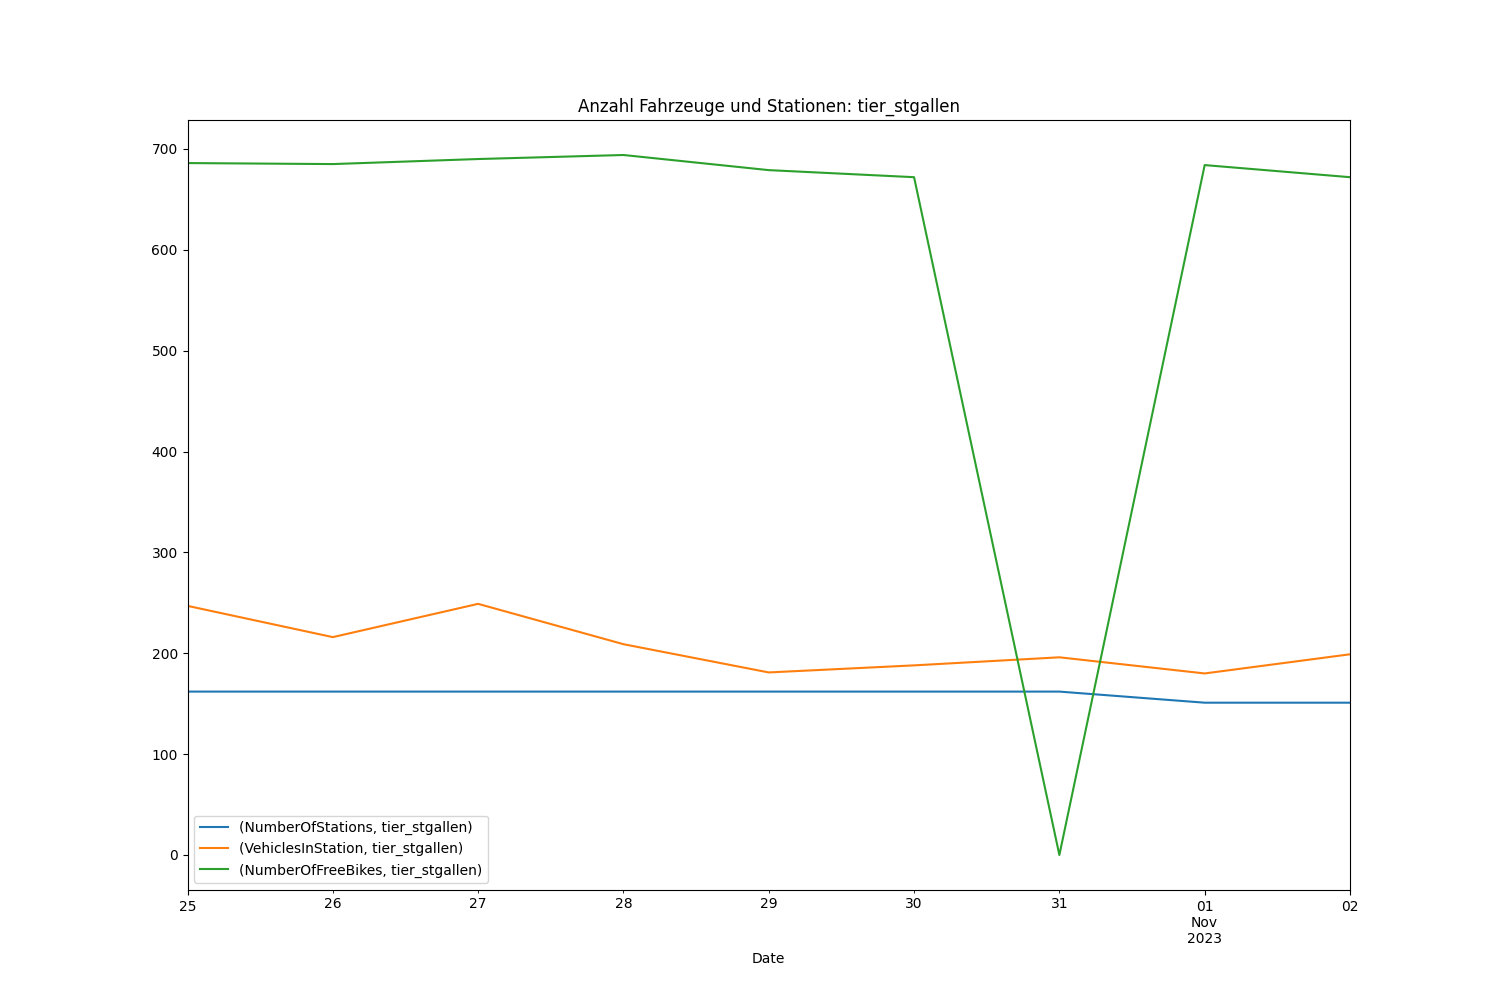 Anzahl Fahrzeuge und Stationen: tier_stgallen
700
600
500
400
300
200
100
0
(NumberOfStations, tier_stgallen)
(VehiclesInStation, tier_stgallen)
(NumberOfFreeBikes, tier_stgallen)
25 26 27 28 29 30 31 01 02
Nov
2023
Date